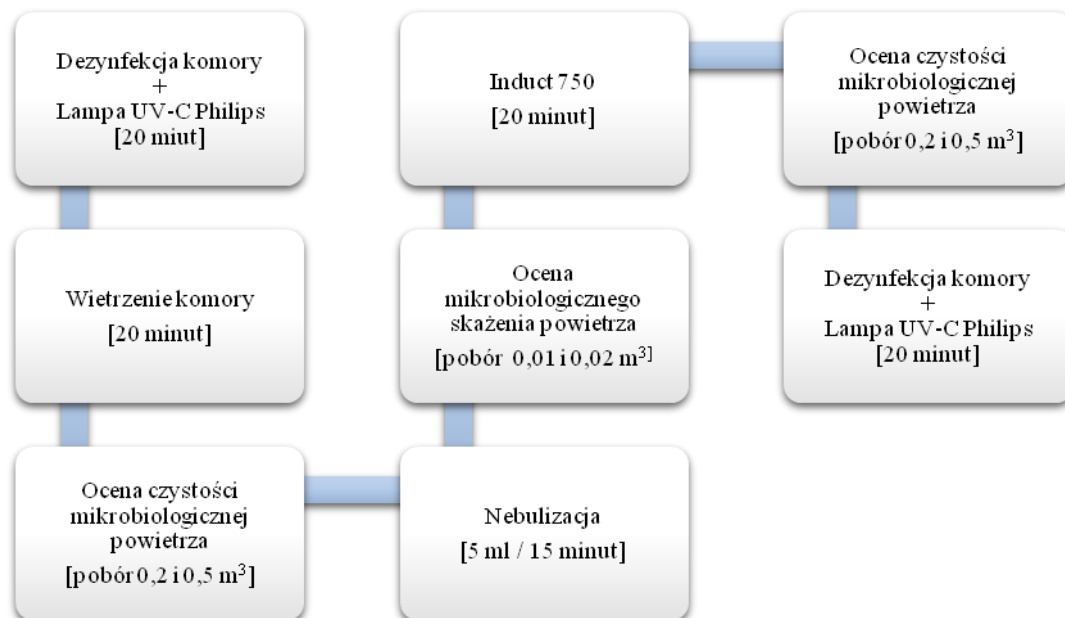 Dezynfekcja komory
+
Lampa UV-C Philips
[20 miut]
Wietrzenie komory
[20 minut]
Ocena czystości
mikrobiologicznej
powietrza
[pobór 0,2 i 0,5 m³]
Nebulizacja
[5 ml / 15 minut]
Ocena
mikrobiologicznego
skażenia powietrza
[pobór 0,01 i 0,02 m³]
Induct 750
[20 minut]
Ocena czystości
mikrobiologicznej
powietrza
[pobór 0,2 i 0,5 m³]
Dezynfekcja komory
+
Lampa UV-C Philips
[20 minut]